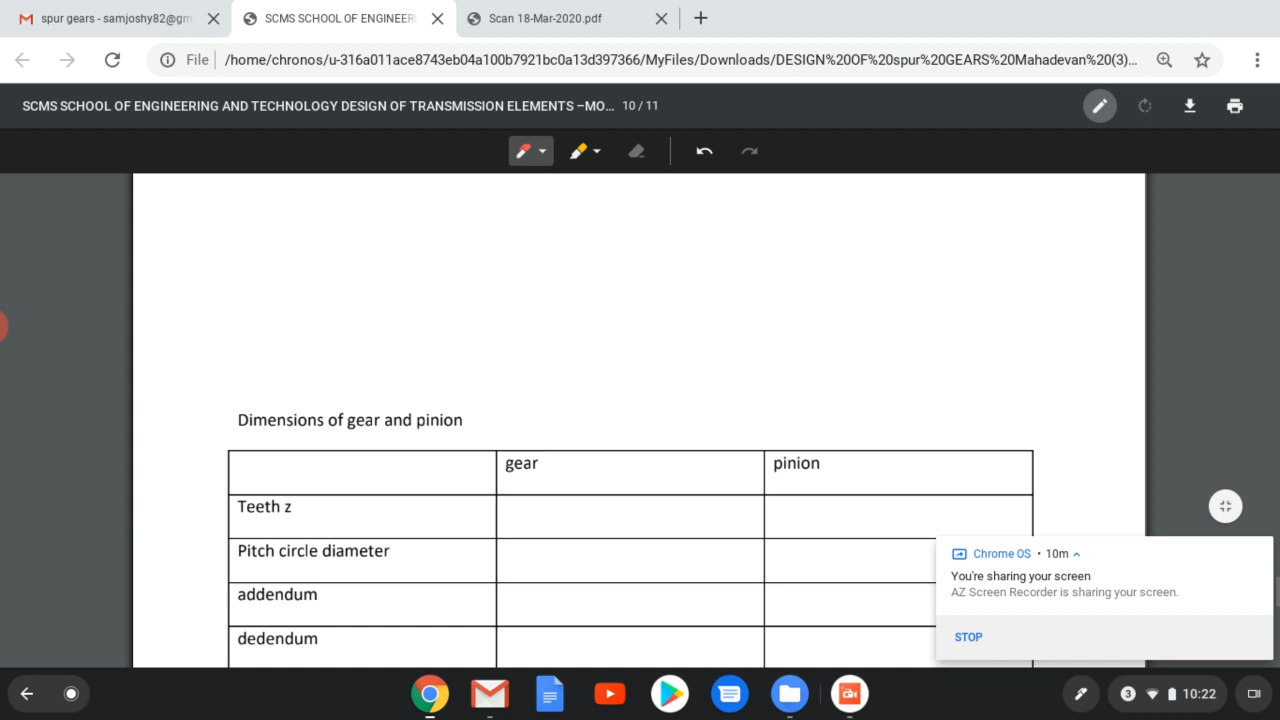 spur gears - samjoshy82@gm
SCMS SCHOOL OF ENGINEERI
Scan 18-Mar-2020.pdf
File
/home/chronos/u-316a011ace8743eb04a100b7921bc0a13d397366/MyFiles/Downloads/DESIGN%20OF%20spur%20GEARS%20Mahadevan%20(3)...
SCMS SCHOOL OF ENGINEERING AND TECHNOLOGY DESIGN OF TRANSMISSION ELEMENTS –MO... 10 / 11
Dimensions of gear and pinion
gear pinion
Teeth z
Pitch circle diameter
addendum
dedendum
Chrome OS • 10m
You're sharing your screen
AZ Screen Recorder is sharing your screen.
STOP
3 10:22